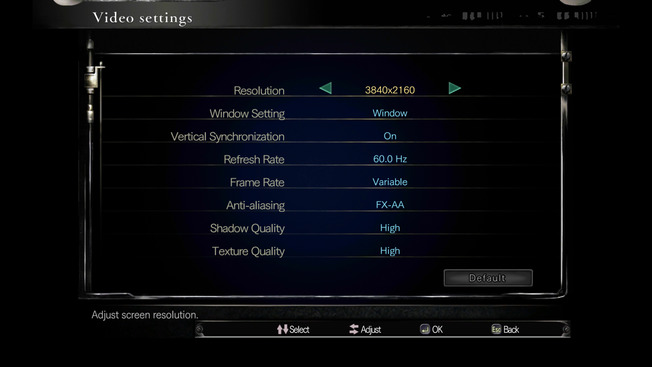 Video settings
Resolution 3840x2160
Window Setting Window
Vertical Synchronization On
Refresh Rate 60.0 Hz
Frame Rate Variable
Anti-aliasing FX-AA
Shadow Quality High
Texture Quality High
Default
Adjust screen resolution.
Select Adjust OK Esc Back